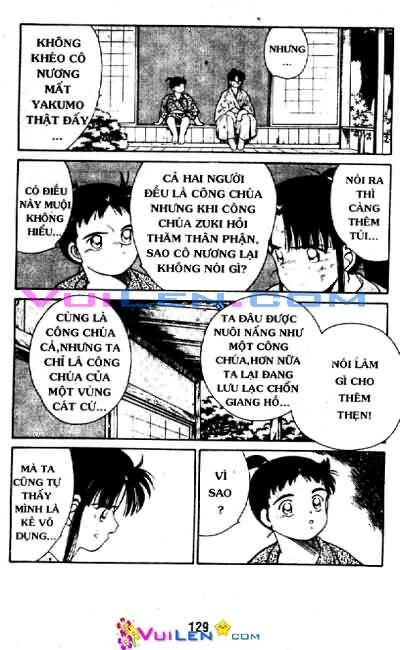 KHÔNG
KHÉO CÔ
NƯƠNG
MẤT
YAKUMO
THẬT ĐẤY
...
NHƯNG
...
CÓ ĐIỀU
NÀY MUỘI
KHÔNG
HIỂU...
CẢ HAI NGƯỜI
ĐỀU LÀ CÔNG CHÚA
NHƯNG KHI CÔNG
CHÚA ZUKI HỎI
THĂM THÂN PHẬN,
SAO CÔ NƯƠNG LẠI
KHÔNG NÓI GÌ?
NÓI RA
THÌ
CÀNG
THÊM
TỦI...
VUILEN.COM
CÙNG LÀ
CÔNG CHÚA
CẢ,NHƯNG TA
CHỈ LÀ CÔNG
CHÚA CỦA
MỘT VÙNG
CÁT CỨ...
TA ĐÂU ĐƯỢC
NUÔI NẤNG NHƯ
MỘT CÔNG
CHÚA,HƠN NỮA
TA LẠI ĐANG
LƯU LẠC CHỐN
GIANG HỒ...
NÓI LÀM
GÌ CHO
THÊM
THẸN!
MÀ TA
CŨNG TỰ
THẤY
MÌNH LÀ
KẺ VÔ
DỤNG...
VÌ
SAO
?
129
VUILEN.COM